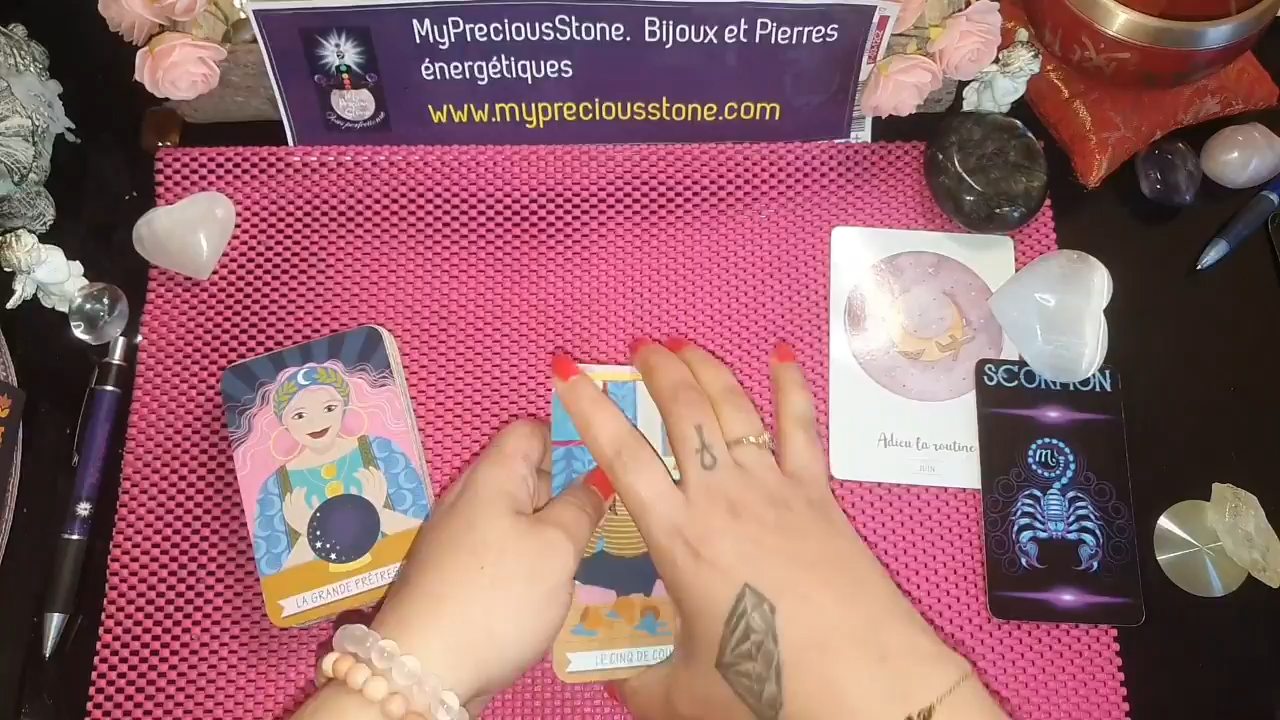 MyPreciousStone. Bijoux et Pierres
énergétiques
www.mypreciousstone.com
Adieu la routine
JUIN
SCORPION
LA GRANDE PRÊTRES
LE CINQ DE COU